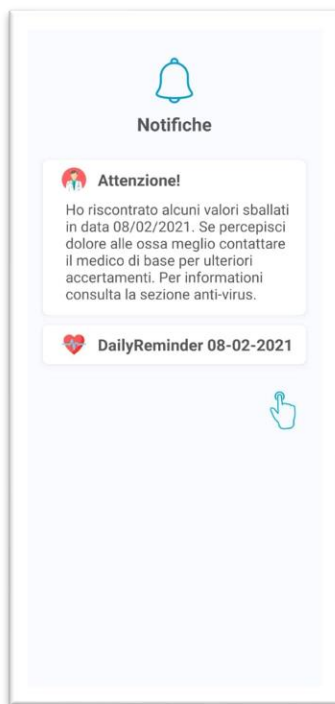 Notifiche
Attenzione!
Ho riscontrato alcuni valori sballati
in data 08/02/2021. Se percepisci
dolore alle ossa meglio contattare
il medico di base per ulteriori
accertamenti. Per informationi
consulta la sezione anti-virus.
DailyReminder 08-02-2021